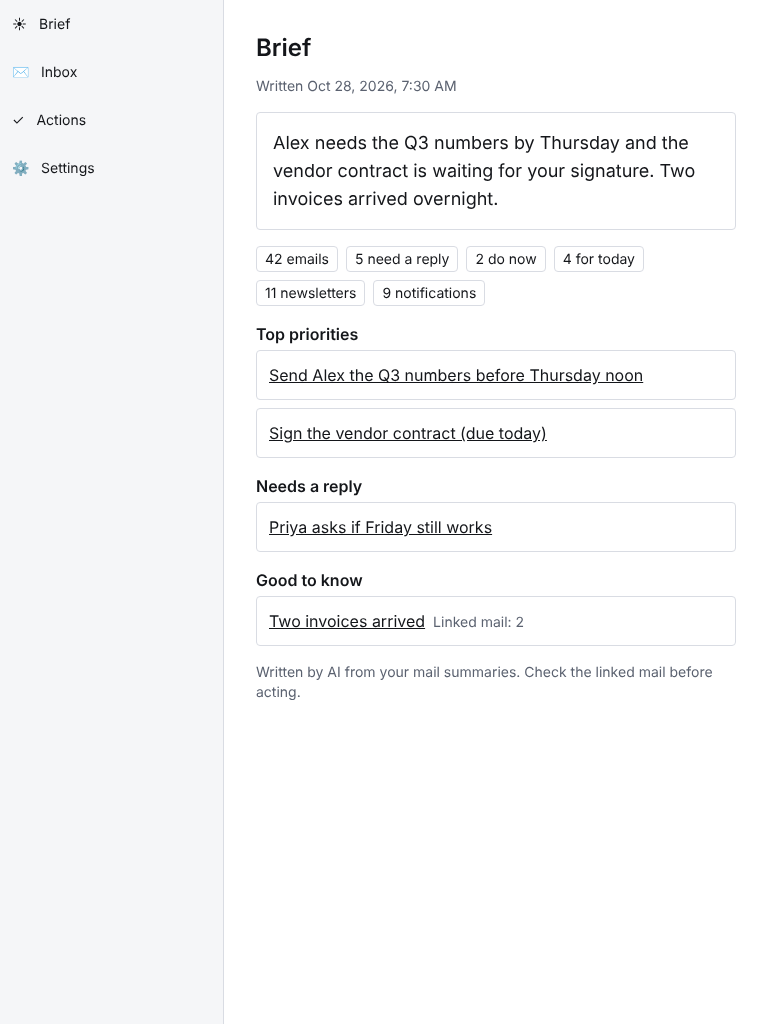 Brief
Inbox
Actions
Settings
Brief
Written Oct 28, 2026, 7:30 AM
Alex needs the Q3 numbers by Thursday and the
vendor contract is waiting for your signature. Two
invoices arrived overnight.
42 emails
5 need a reply
2 do now
4 for today
11 newsletters
9 notifications
Top priorities
Send Alex the Q3 numbers before Thursday noon
Sign the vendor contract (due today)
Needs a reply
Priya asks if Friday still works
Good to know
Two invoices arrived Linked mail: 2
Written by AI from your mail summaries. Check the linked mail before
acting.